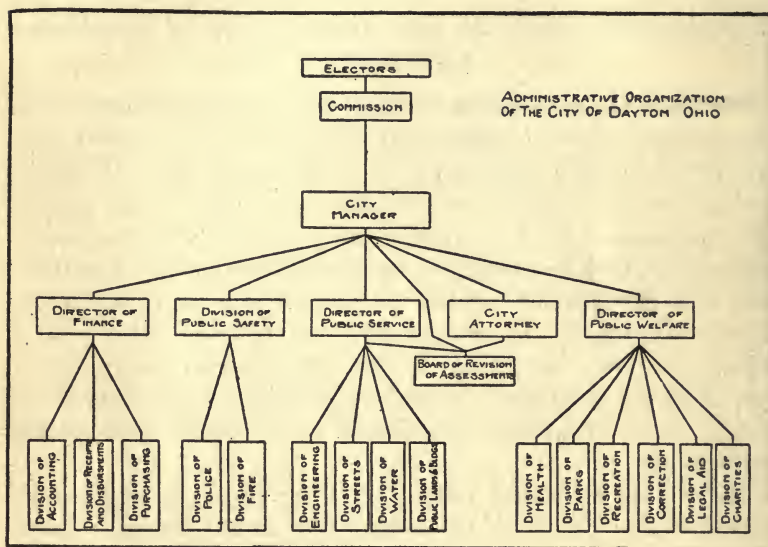 ELECTORS
COMMISSION
ADMINISTRATIVE ORGANIZATION
OF THE CITY OF DAYTON OHIO
CITY
MANAGER
DIRECTOR OF
FINANCE
DIVISION OF
PUBLIC SAFETY
DIRECTOR OF
PUBLIC SERVICE
CITY
ATTORNEY
DIRECTOR OF
PUBLIC WELFARE
BOARD OF REVISION
OF ASSESSMENTS
DIVISION OF
ACCOUNTING
DIVISION OF RECEIPTS
AND DISBURSMENTS
DIVISION OF
PURCHASING
DIVISION OF
POLICE
DIVISION OF
FIRE
DIVISION OF
ENGINEERING
DIVISION OF
STREETS
DIVISION OF
WATER
DIVISION OF
PUBLIC LANDS & BLDGS
DIVISION OF
HEALTH
DIVISION OF
PARKS
DIVISION OF
RECREATION
DIVISION OF
CORRECTION
DIVISION OF
LEGAL AID
DIVISION OF
CHARITIES